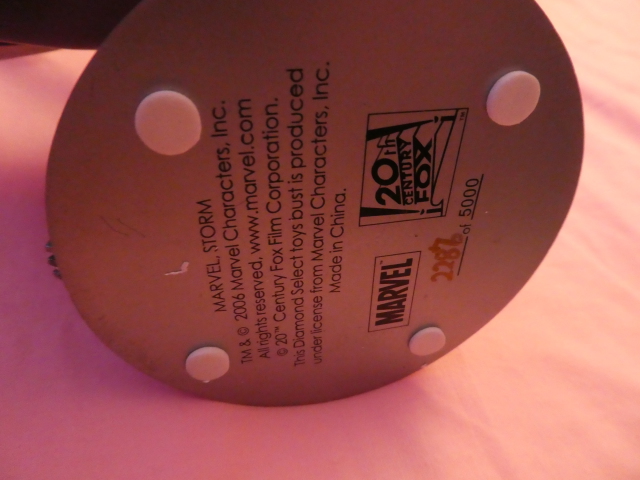 MARVEL, STORM
TM & © 2006 Marvel Characters, Inc.
All rights reserved. www.marvel.com
© 20™ Century Fox Film Corporation.
This Diamond Select toys bust is produced
under license from Marvel Characters, Inc.
Made in China.
20th
CENTURY
FOX
™
MARVEL
of 5000